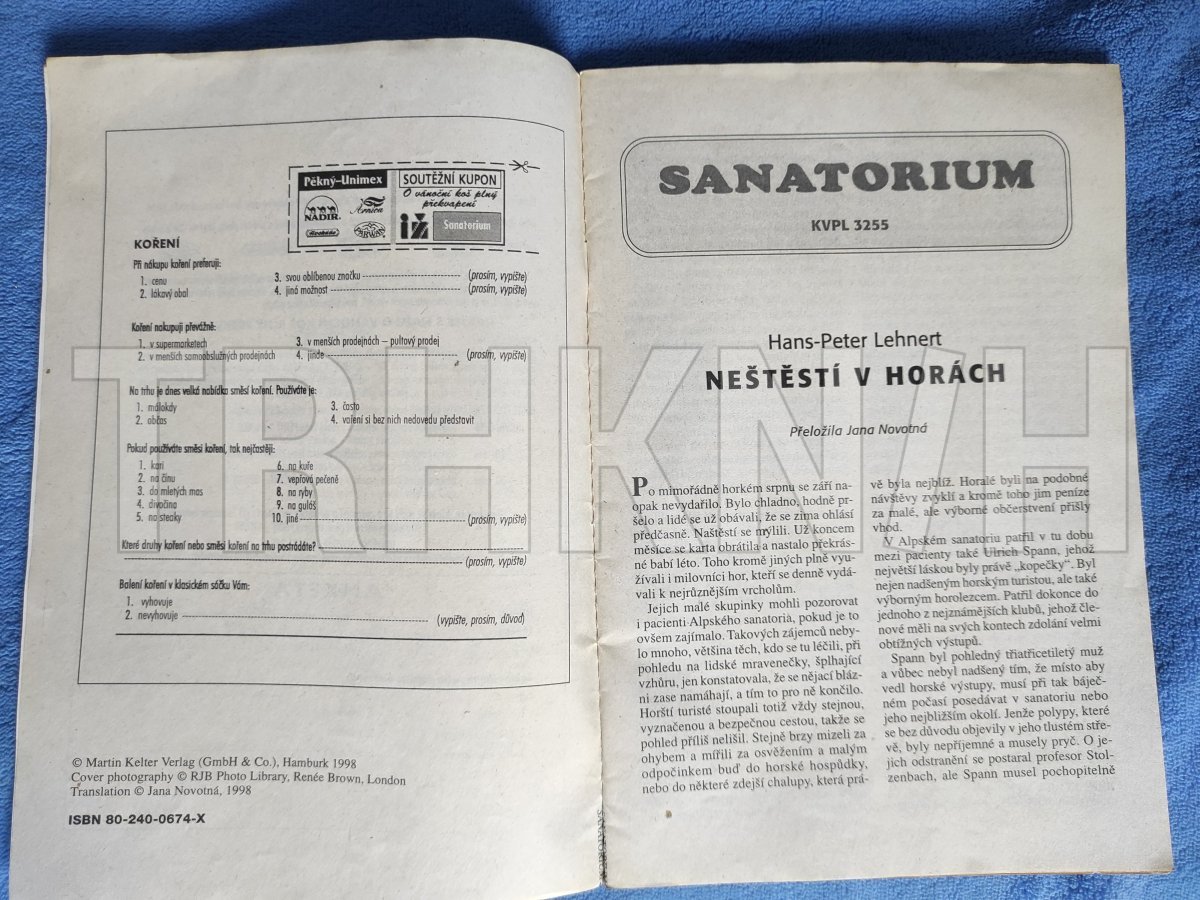 Pěkný-Unimex
NADIR
Arnica
Avokado
PARWAN
SOUTĚŽNÍ KUPON
O vánoční koš plný
překvapení
Sanatorium
KOŘENÍ
Při nákupu koření preferuji:
1. cenu
2. lákavý obal
3. svou oblíbenou značku (prosím, vypište)
4. jiná možnost (prosím, vypište)
Koření nakupuji převážně:
1. v supermarketech
2. v menších samoobslužných prodejnách
3. v menších prodejnách – pultový prodej
4. jinde (prosím, vypište)
Na trhu je dnes velká nabídka směsí koření. Používáte je:
1. málokdy
2. občas
3. často
4. vaření si bez nich nedovedu představit
Pokud používáte směsi koření, tak nejčastěji:
1. kari
2. na čínu
3. do mletých mas
4. divočina
5. na steaky
6. na kuře
7. vepřová pečeně
8. na ryby
9. na guláš
10. jiné (prosím, vypište)
Které druhy koření nebo směsi koření na trhu postrádáte?
(prosím, vypište)
Balení koření v klasickém sáčku Vám:
1. vyhovuje
2. nevyhovuje (vypište, prosím, důvod)
© Martin Kelter Verlag (GmbH & Co.), Hamburk 1998
Cover photography © RJB Photo Library, Renée Brown, London
Translation © Jana Novotná, 1998
ISBN 80-240-0674-X
SANATORIUM
KVPL 3255
Hans-Peter Lehnert
NEŠTĚSTÍ V HORÁCH
Přeložila Jana Novotná
Po mimořádně horkém srpnu se září na-
opak nevydařilo. Bylo chladno, hodně pr-
šelo a lidé se už obávali, že se zima ohlásí
předčasně. Naštěstí se mýlili. Už koncem
měsíce se karta obrátila a nastalo překrás-
né babí léto. Toho kromě jiných plně využ-
ívali i milovníci hor, kteří se denně vydá-
vali k nejrůznějším vrcholům.
Jejich malé skupinky mohli pozorovat
i pacienti Alpského sanatoria, pokud je to
ovšem zajímalo. Takových zájemců neby-
lo mnoho, většina těch, kdo se tu léčili, při
pohledu na lidské mravenečky, šplhající
vzhůru, jen konstatovala, že se nějací bláz-
ni zase namáhají, a tím to pro ně končilo.
Horští turisté stoupali totiž vždy stejnou,
vyznačenou a bezpečnou cestou, takže se
pohled příliš nelišil. Stejně brzy mizeli za
ohybem a mířili za osvěžením a malým
odpočinkem buď do horské hospůdky,
nebo do některé zdejší chalupy, která prá-
vě byla nejblíž. Horalé byli na podobné
návštěvy zvyklí a kromě toho jim peníze
za malé, ale výborné občerstvení přišly
vhod.
V Alpském sanatoriu patřil v tu dobu
mezi pacienty také Ulrich Spann, jehož
největší láskou byly právě „kopečky“. Byl
nejen nadšeným horským turistou, ale také
výborným horolezcem. Patřil dokonce do
jednoho z nejznámějších klubů, jehož čle-
nové měli na svých kontech zdolání velmi
obtížných výstupů.
Spann byl pohledný třiatřicetiletý muž
a vůbec nebyl nadšený tím, že místo aby
vedl horské výstupy, musí při tak báječ-
ném počasí posedávat v sanatoriu nebo
jeho nejbližším okolí. Jenže polypy, které
se bez důvodu objevily v jeho tlustém stře-
vě, byly nepříjemné a musely pryč. O je-
jich odstranění se postaral profesor Stol-
zenbach, ale Spann musel pochopitelně
SANATORIUM
TRHKNIH